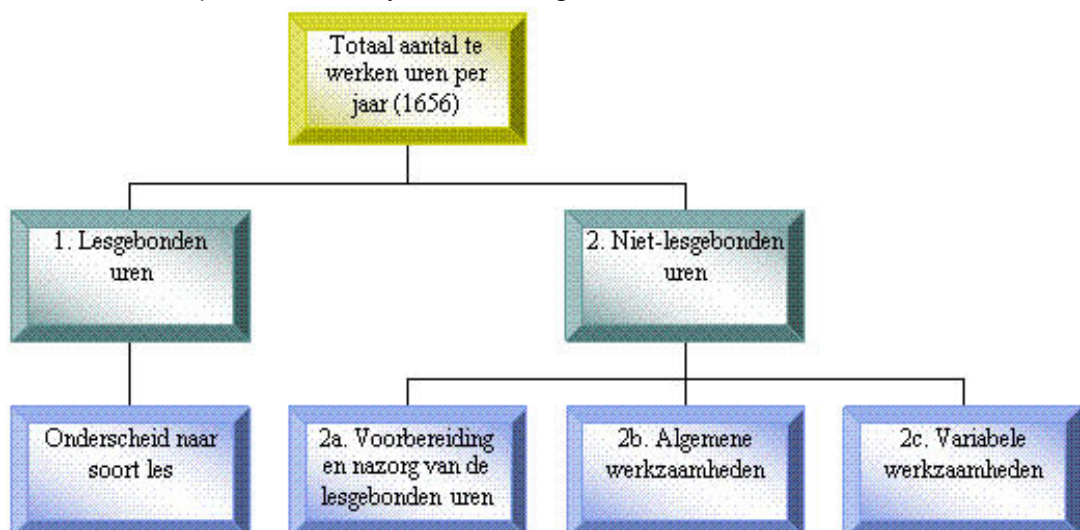 Totaal aantal te
werken uren per
jaar (1656)
1. Lesgebonden
uren
2. Niet-lesgebonden
uren
Onderscheid naar
soort les
2a. Voorbereiding
en nazorg van de
lesgebonden uren
2b. Algemene
werkzaamheden
2c. Variabele
werkzaamheden